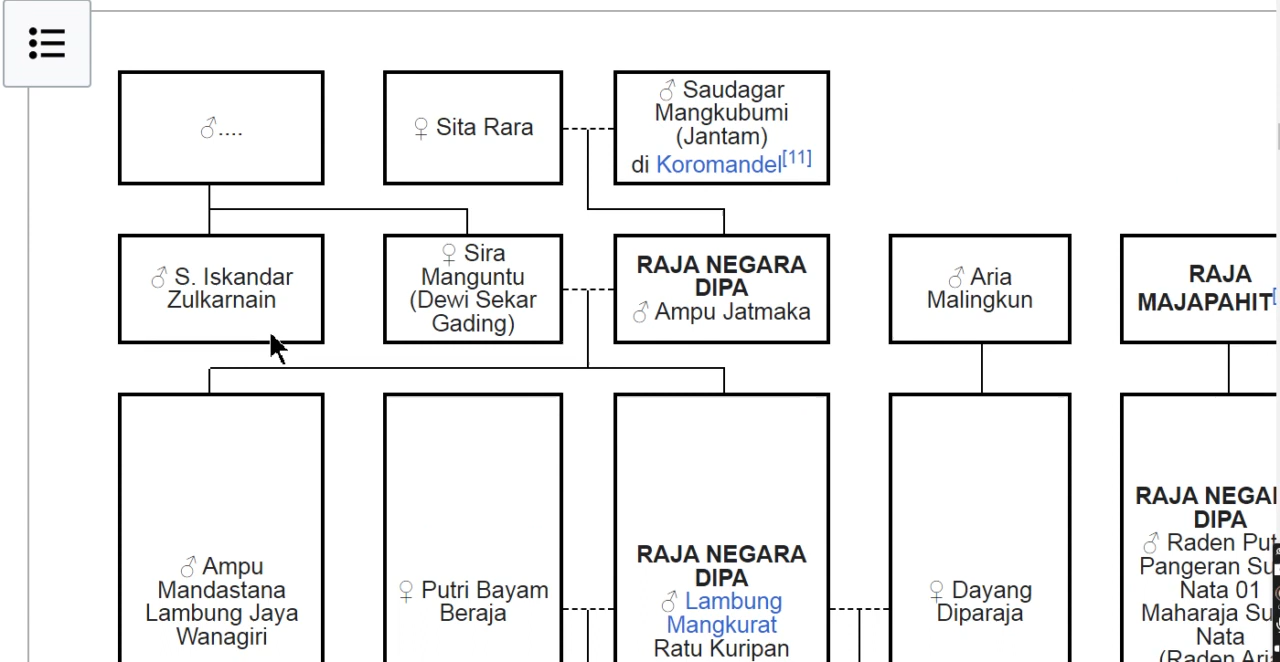 ♂....
♀ Sita Rara
♂ Saudagar
Mangkubumi
(Jantam)
di Koromandel[11]
♂ S. Iskandar
Zulkarnain
♀ Sira
Manguntu
(Dewi Sekar
Gading)
RAJA NEGARA
DIPA
♂ Ampu Jatmaka
♂ Aria
Malingkun
RAJA
MAJAPAHIT[
♂ Ampu
Mandastana
Lambung Jaya
Wanagiri
♀ Putri Bayam
Beraja
RAJA NEGARA
DIPA
♂ Lambung
Mangkurat
Ratu Kuripan
♀ Dayang
Diparaja
RAJA NEGA
DIPA
♂ Raden Put
Pangeran Su
Nata 01
Maharaja Su
Nata
(Raden Aria